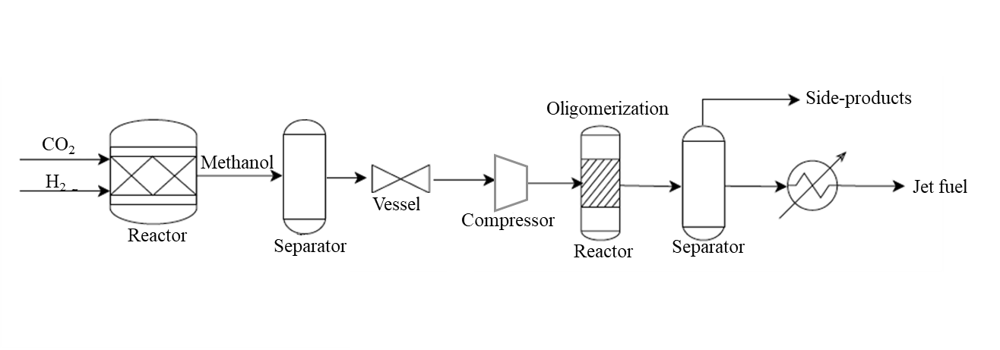 Oligomerization
Side-products
CO₂
H₂
Methanol
Jet fuel
Vessel
Compressor
Reactor
Separator
Reactor
Separator